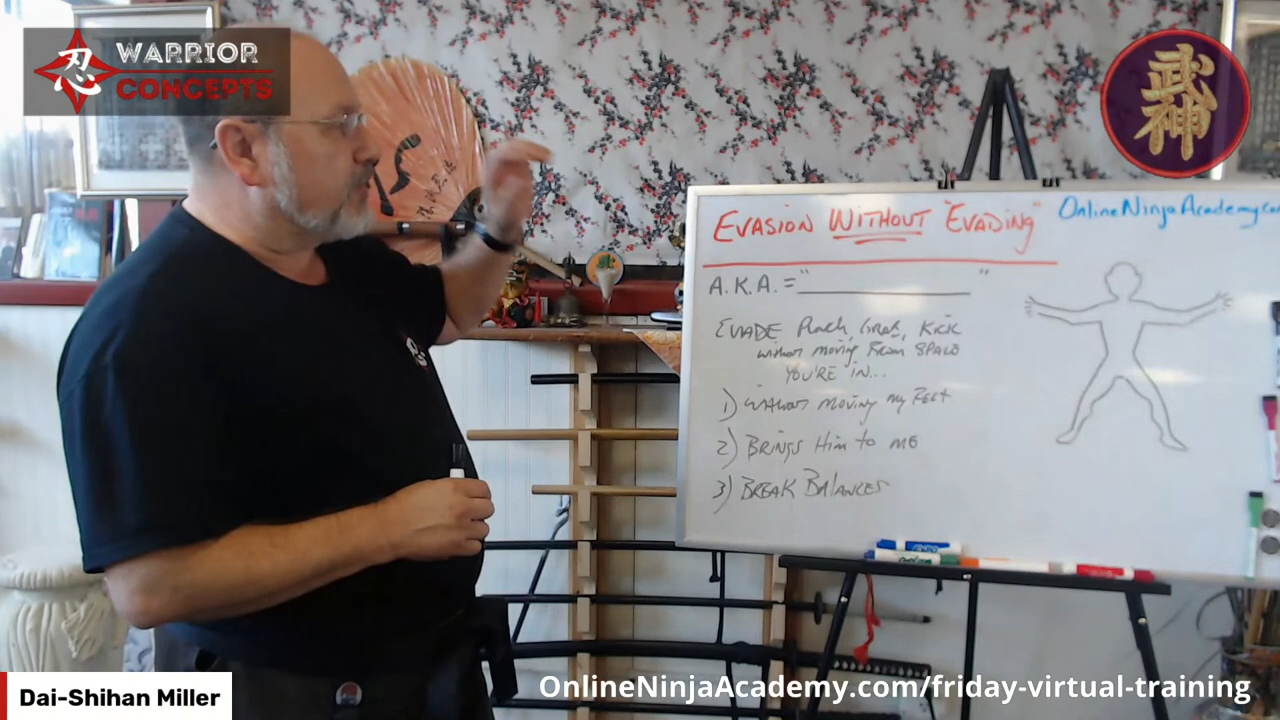 WARRIOR
忍
CONCEPTS
武神
EVASION WITHOUT "EVADING"
OnlineNinjaAcademy.co
A.K.A. = "                    "
EVADE Punch, Grab, Kick
without moving From SPACE
YOU'RE IN...
1) WITHOUT MOVING my FEET
2) BRINGS Him to ME
3) BREAK BALANCES
Dai-Shihan Miller
OnlineNinjaAcademy.com/friday-virtual-training